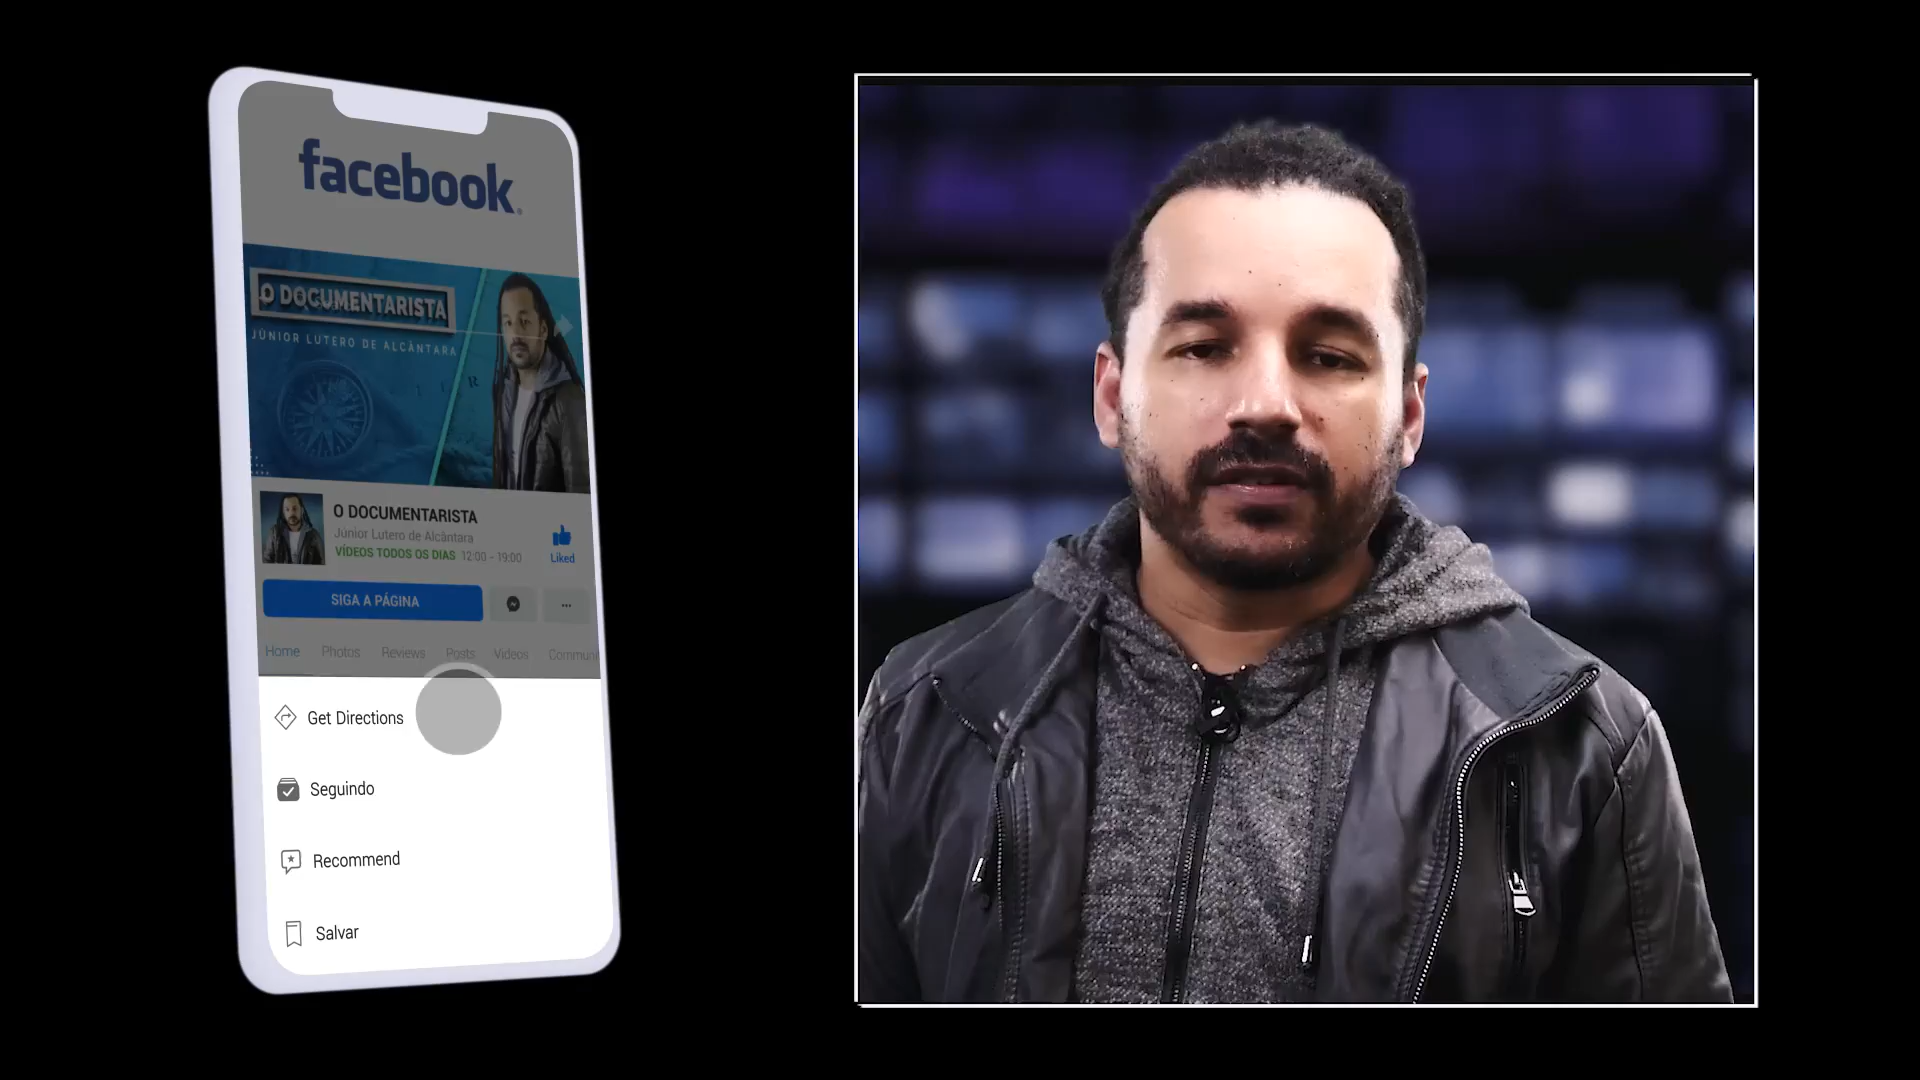 facebook
O DOCUMENTARISTA
JÚNIOR LUTERO DE ALCÂNTARA
O DOCUMENTARISTA
Júnior Lutero de Alcântara
VÍDEOS TODOS OS DIAS 12:00 - 19:00
Liked
SIGA A PÁGINA
Home Photos Reviews Posts Videos Communi
Get Directions
Seguindo
Recommend
Salvar